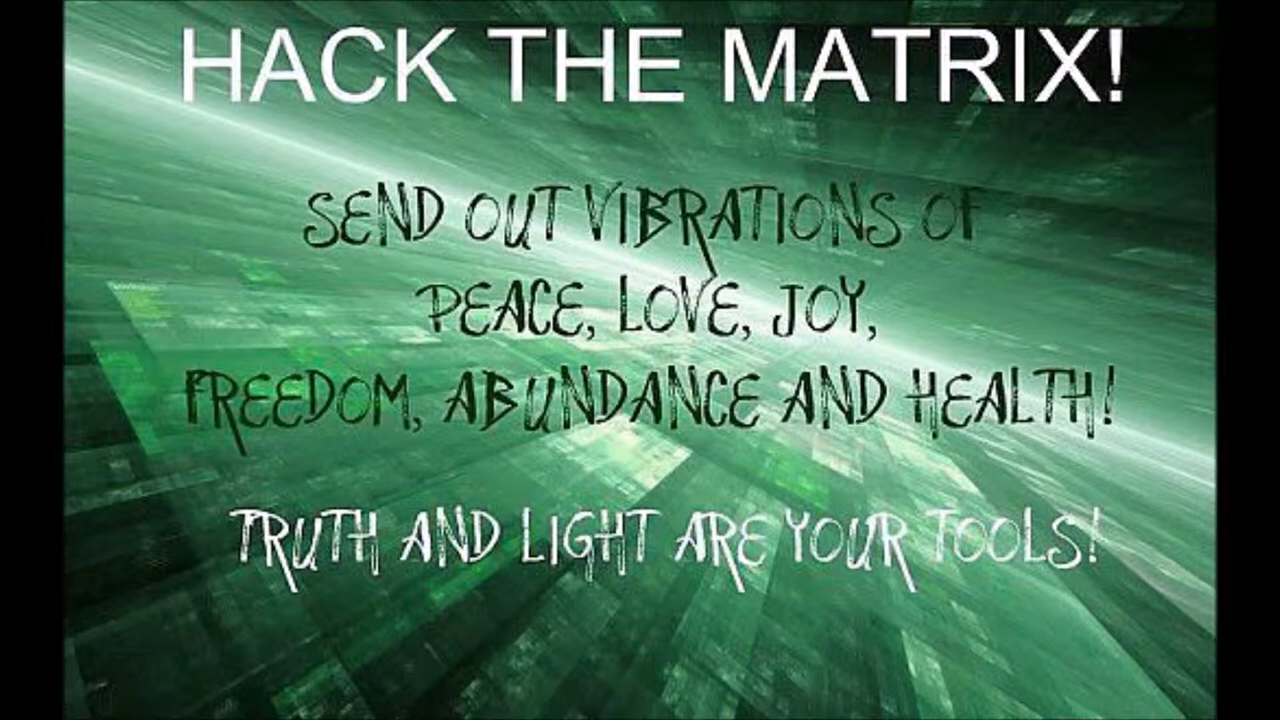 HACK THE MATRIX!
SEND OUT VIBRATIONS OF
PEACE, LOVE, JOY,
FREEDOM, ABUNDANCE AND HEALTH!
TRUTH AND LIGHT ARE YOUR TOOLS!